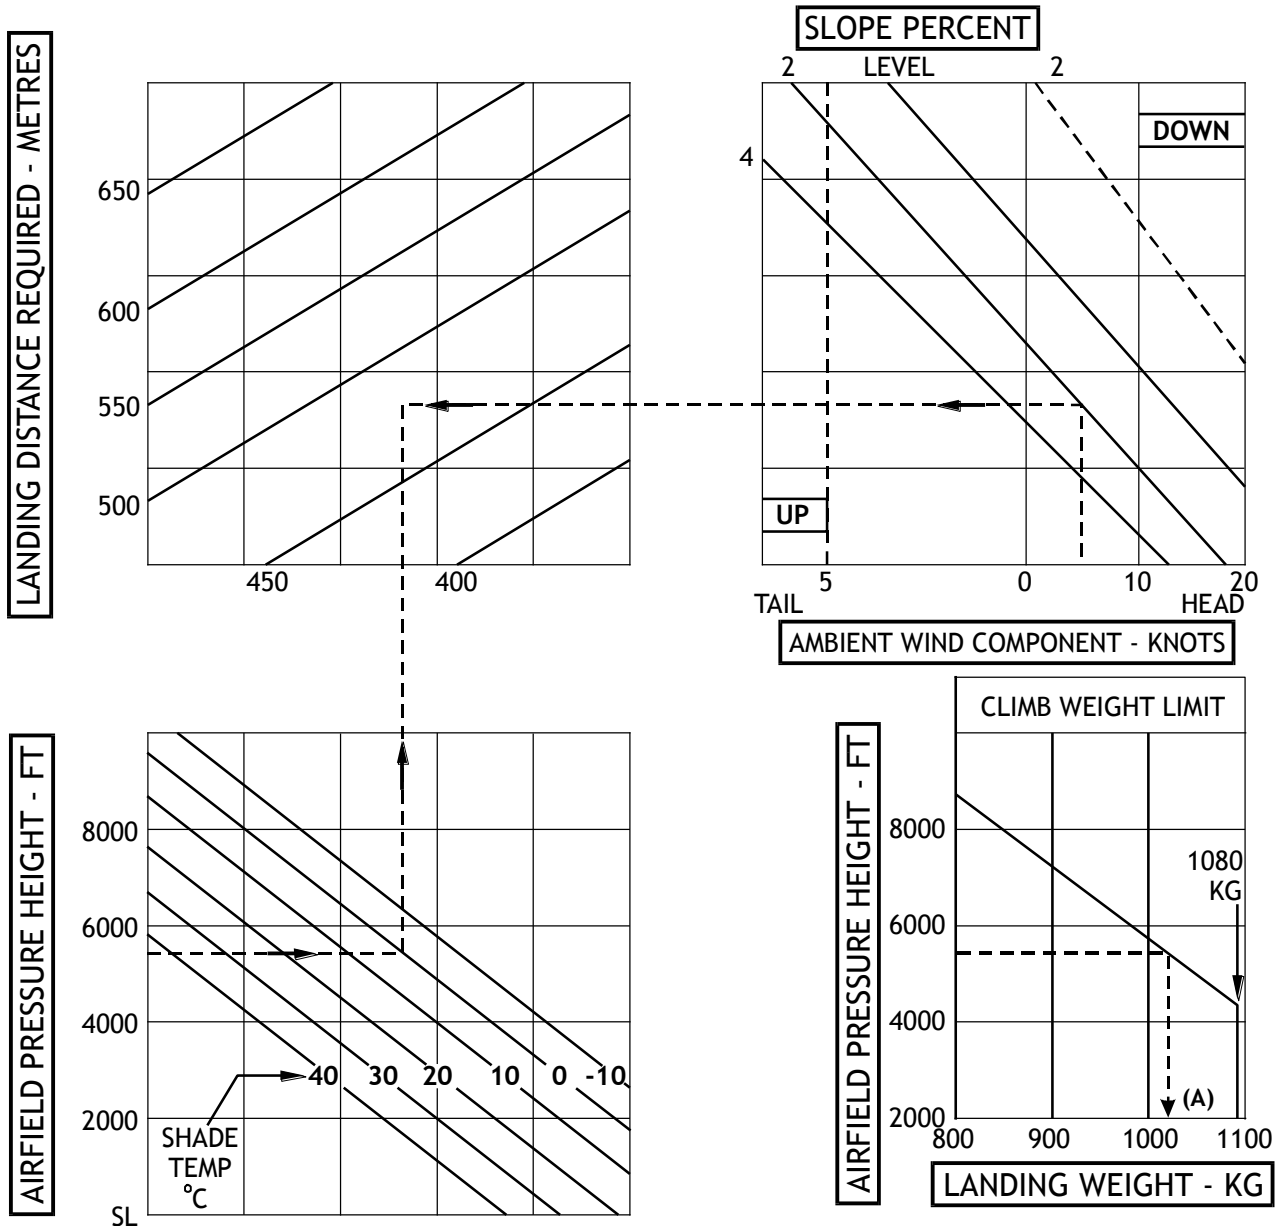 SLOPE PERCENT
2 LEVEL 2
DOWN
4
UP
LANDING DISTANCE REQUIRED - METRES
650
600
550
500
450 400
5 0 10 20
TAIL HEAD
AMBIENT WIND COMPONENT - KNOTS
AIRFIELD PRESSURE HEIGHT - FT
8000
6000
4000
2000
SL
40 30 20 10 0 -10
SHADE
TEMP
°C
CLIMB WEIGHT LIMIT
AIRFIELD PRESSURE HEIGHT - FT
8000
6000
4000
2000
1080
KG
(A)
800 900 1000 1100
LANDING WEIGHT - KG